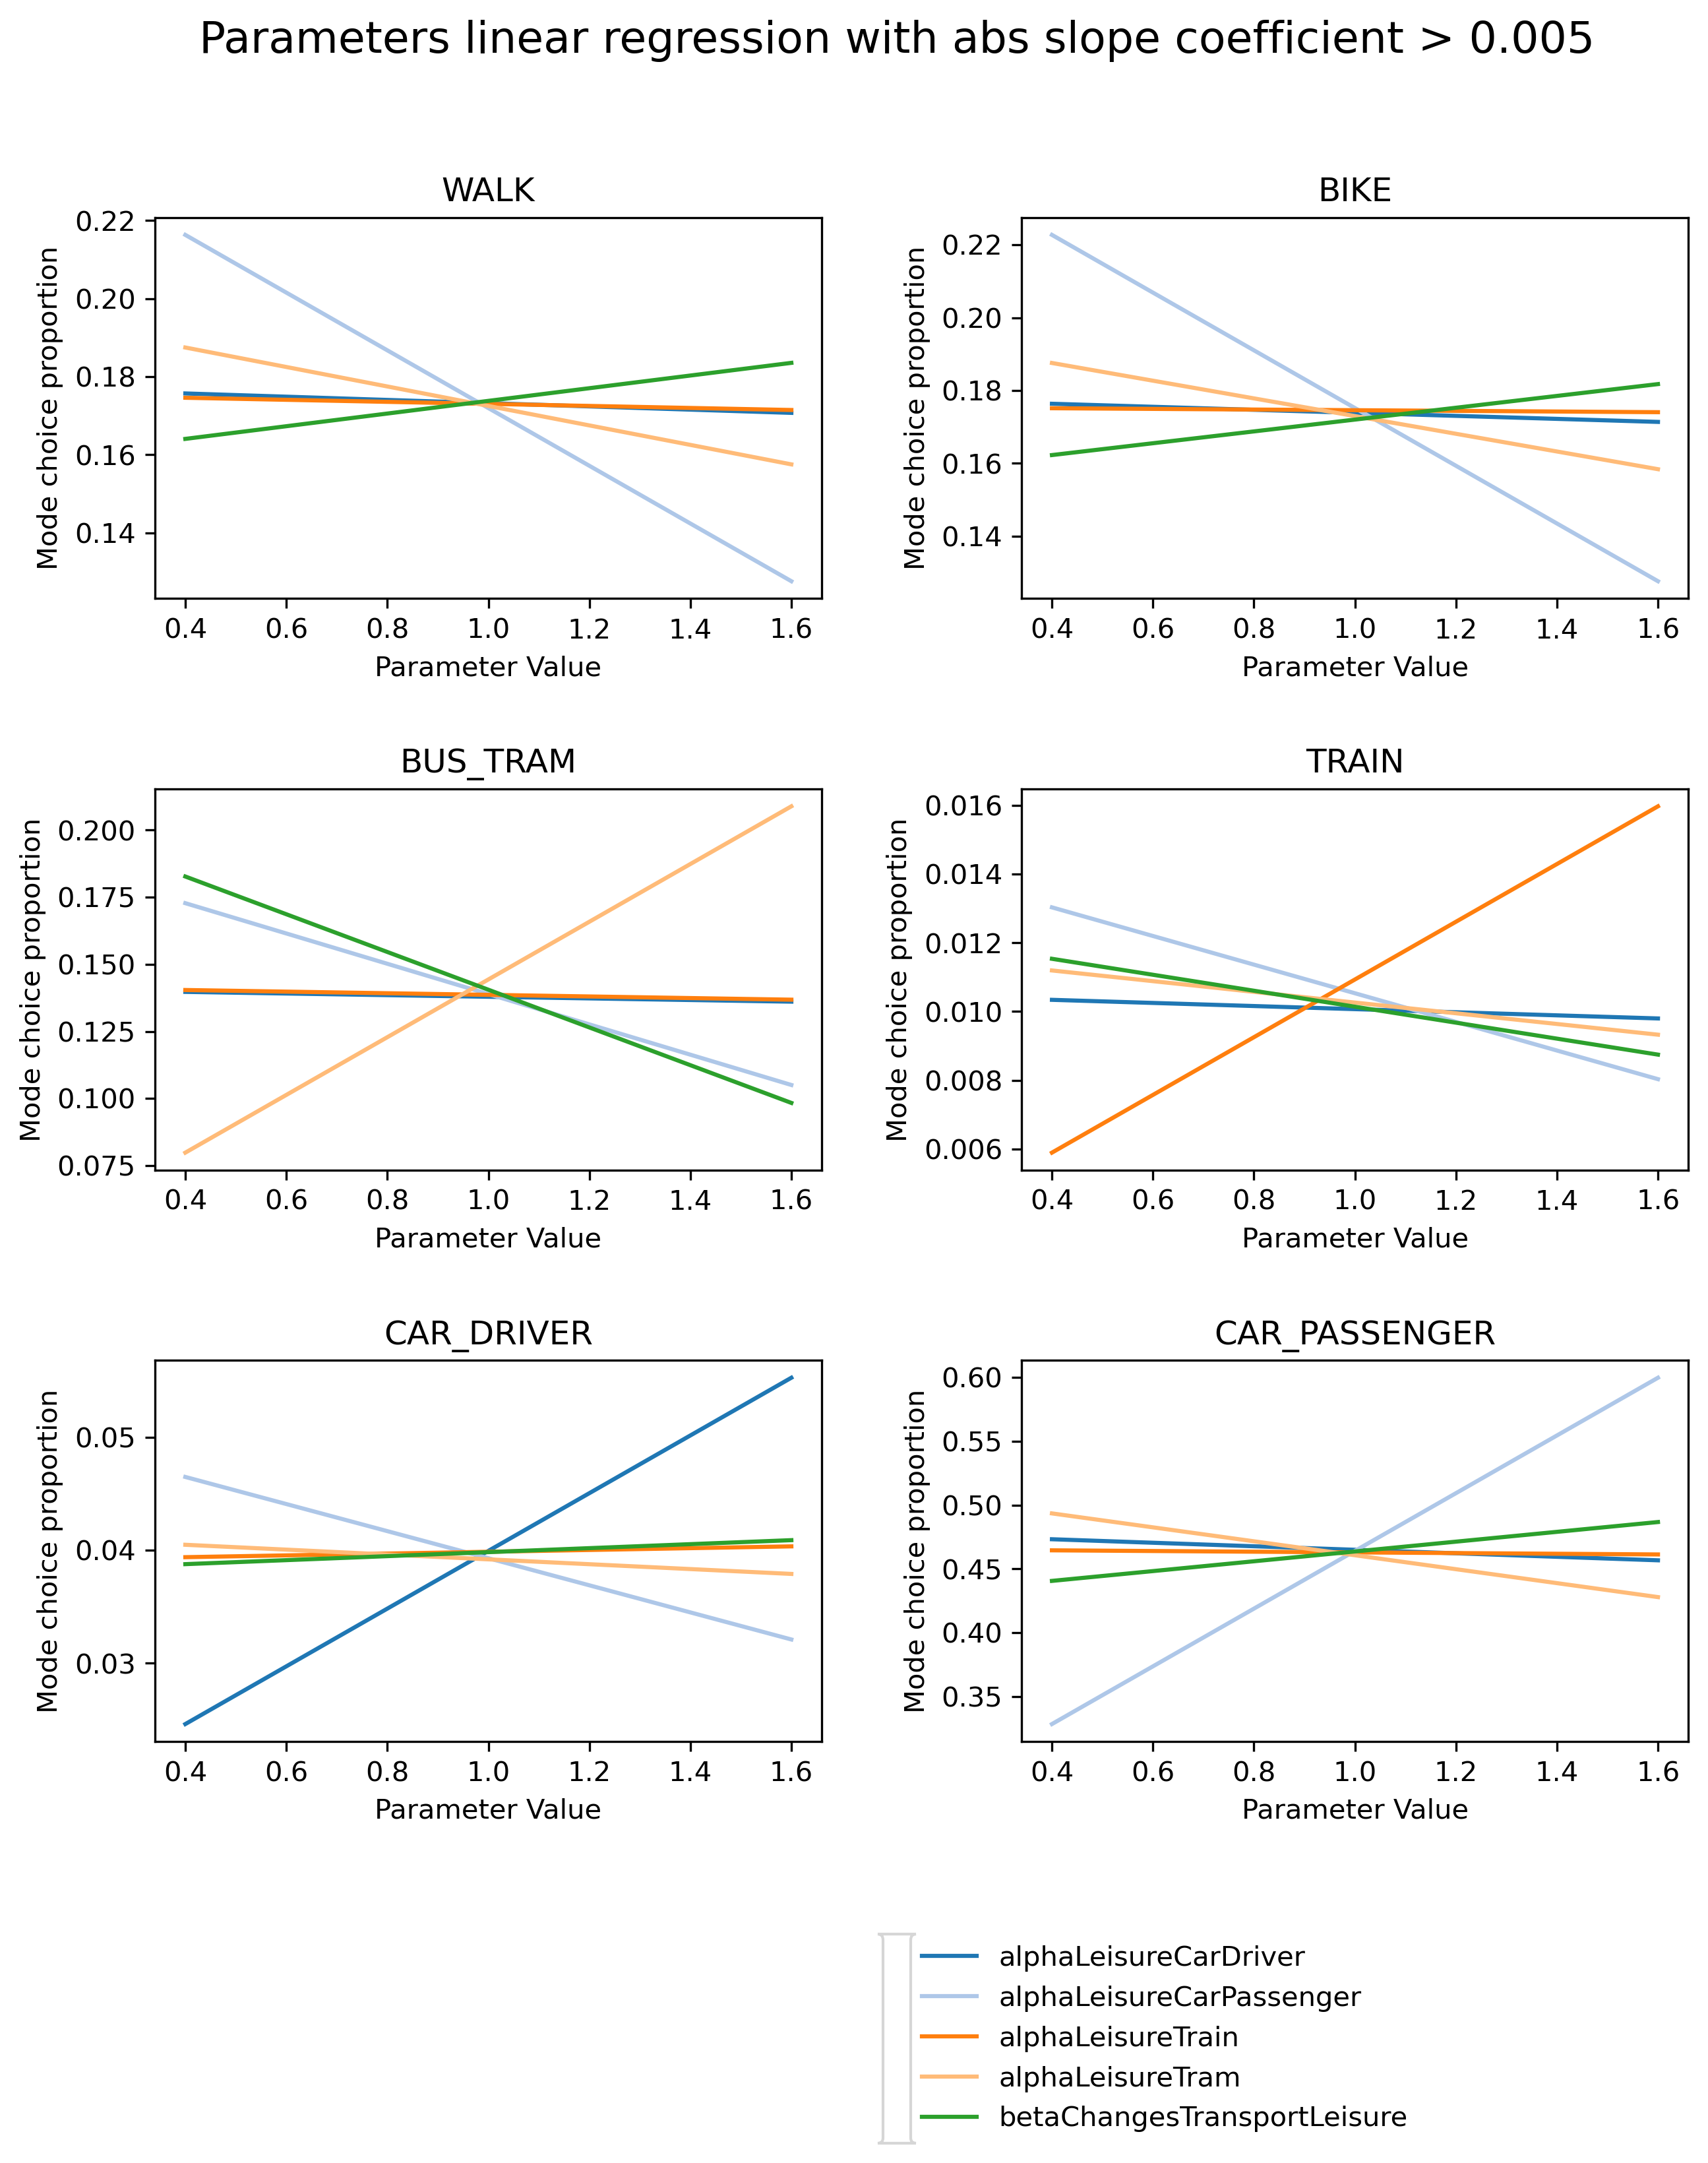 Parameters linear regression with abs slope coefficient > 0.005
WALK
Mode choice proportion
0.22
0.20
0.18
0.16
0.14
0.4 0.6 0.8 1.0 1.2 1.4 1.6
Parameter Value
BIKE
Mode choice proportion
0.22
0.20
0.18
0.16
0.14
0.4 0.6 0.8 1.0 1.2 1.4 1.6
Parameter Value
BUS_TRAM
Mode choice proportion
0.200
0.175
0.150
0.125
0.100
0.075
0.4 0.6 0.8 1.0 1.2 1.4 1.6
Parameter Value
TRAIN
Mode choice proportion
0.016
0.014
0.012
0.010
0.008
0.006
0.4 0.6 0.8 1.0 1.2 1.4 1.6
Parameter Value
CAR_DRIVER
Mode choice proportion
0.05
0.04
0.03
0.4 0.6 0.8 1.0 1.2 1.4 1.6
Parameter Value
CAR_PASSENGER
Mode choice proportion
0.60
0.55
0.50
0.45
0.40
0.35
0.4 0.6 0.8 1.0 1.2 1.4 1.6
Parameter Value
alphaLeisureCarDriver
alphaLeisureCarPassenger
alphaLeisureTrain
alphaLeisureTram
betaChangesTransportLeisure